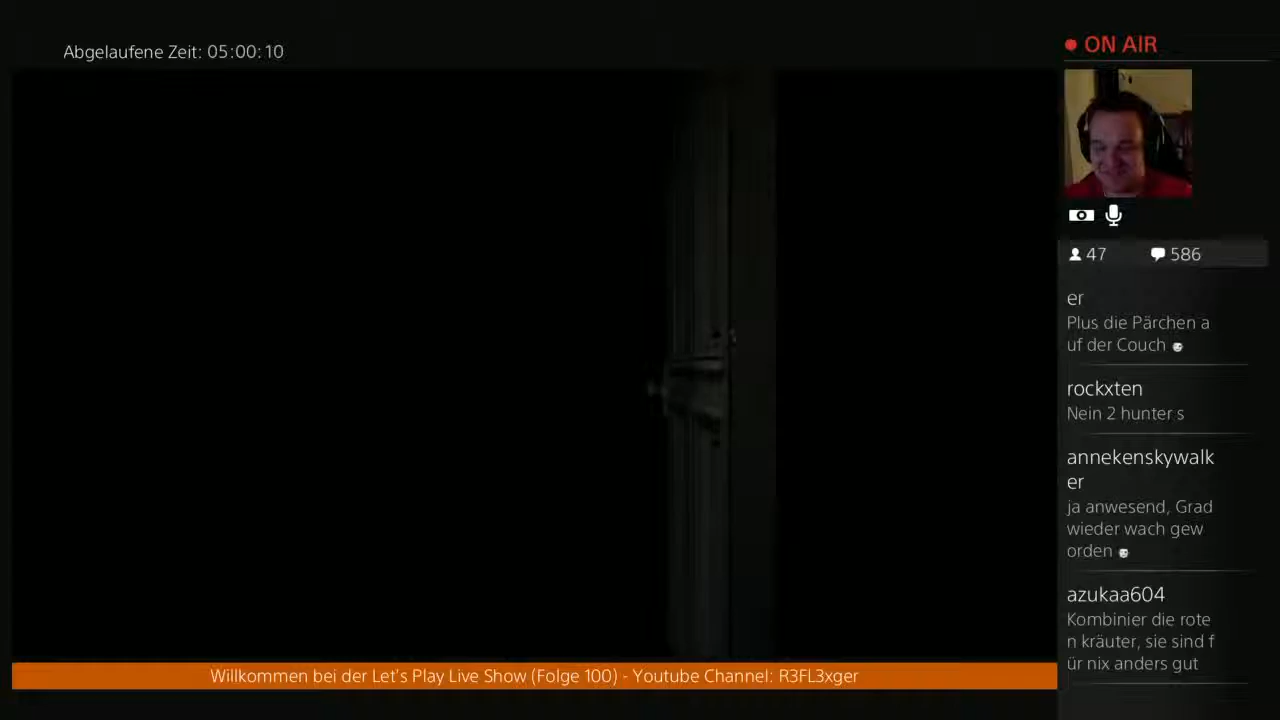 Abgelaufene Zeit: 05:00:10
ON AIR
47
586
er
Plus die Pärchen a
uf der Couch
rockxten
Nein 2 hunter s
annekenskywalk
er
ja anwesend, Grad
wieder wach gew
orden
azukaa604
Kombinier die rote
n kräuter, sie sind f
ür nix anders gut
Willkommen bei der Let's Play Live Show (Folge 100) - Youtube Channel: R3FL3xger